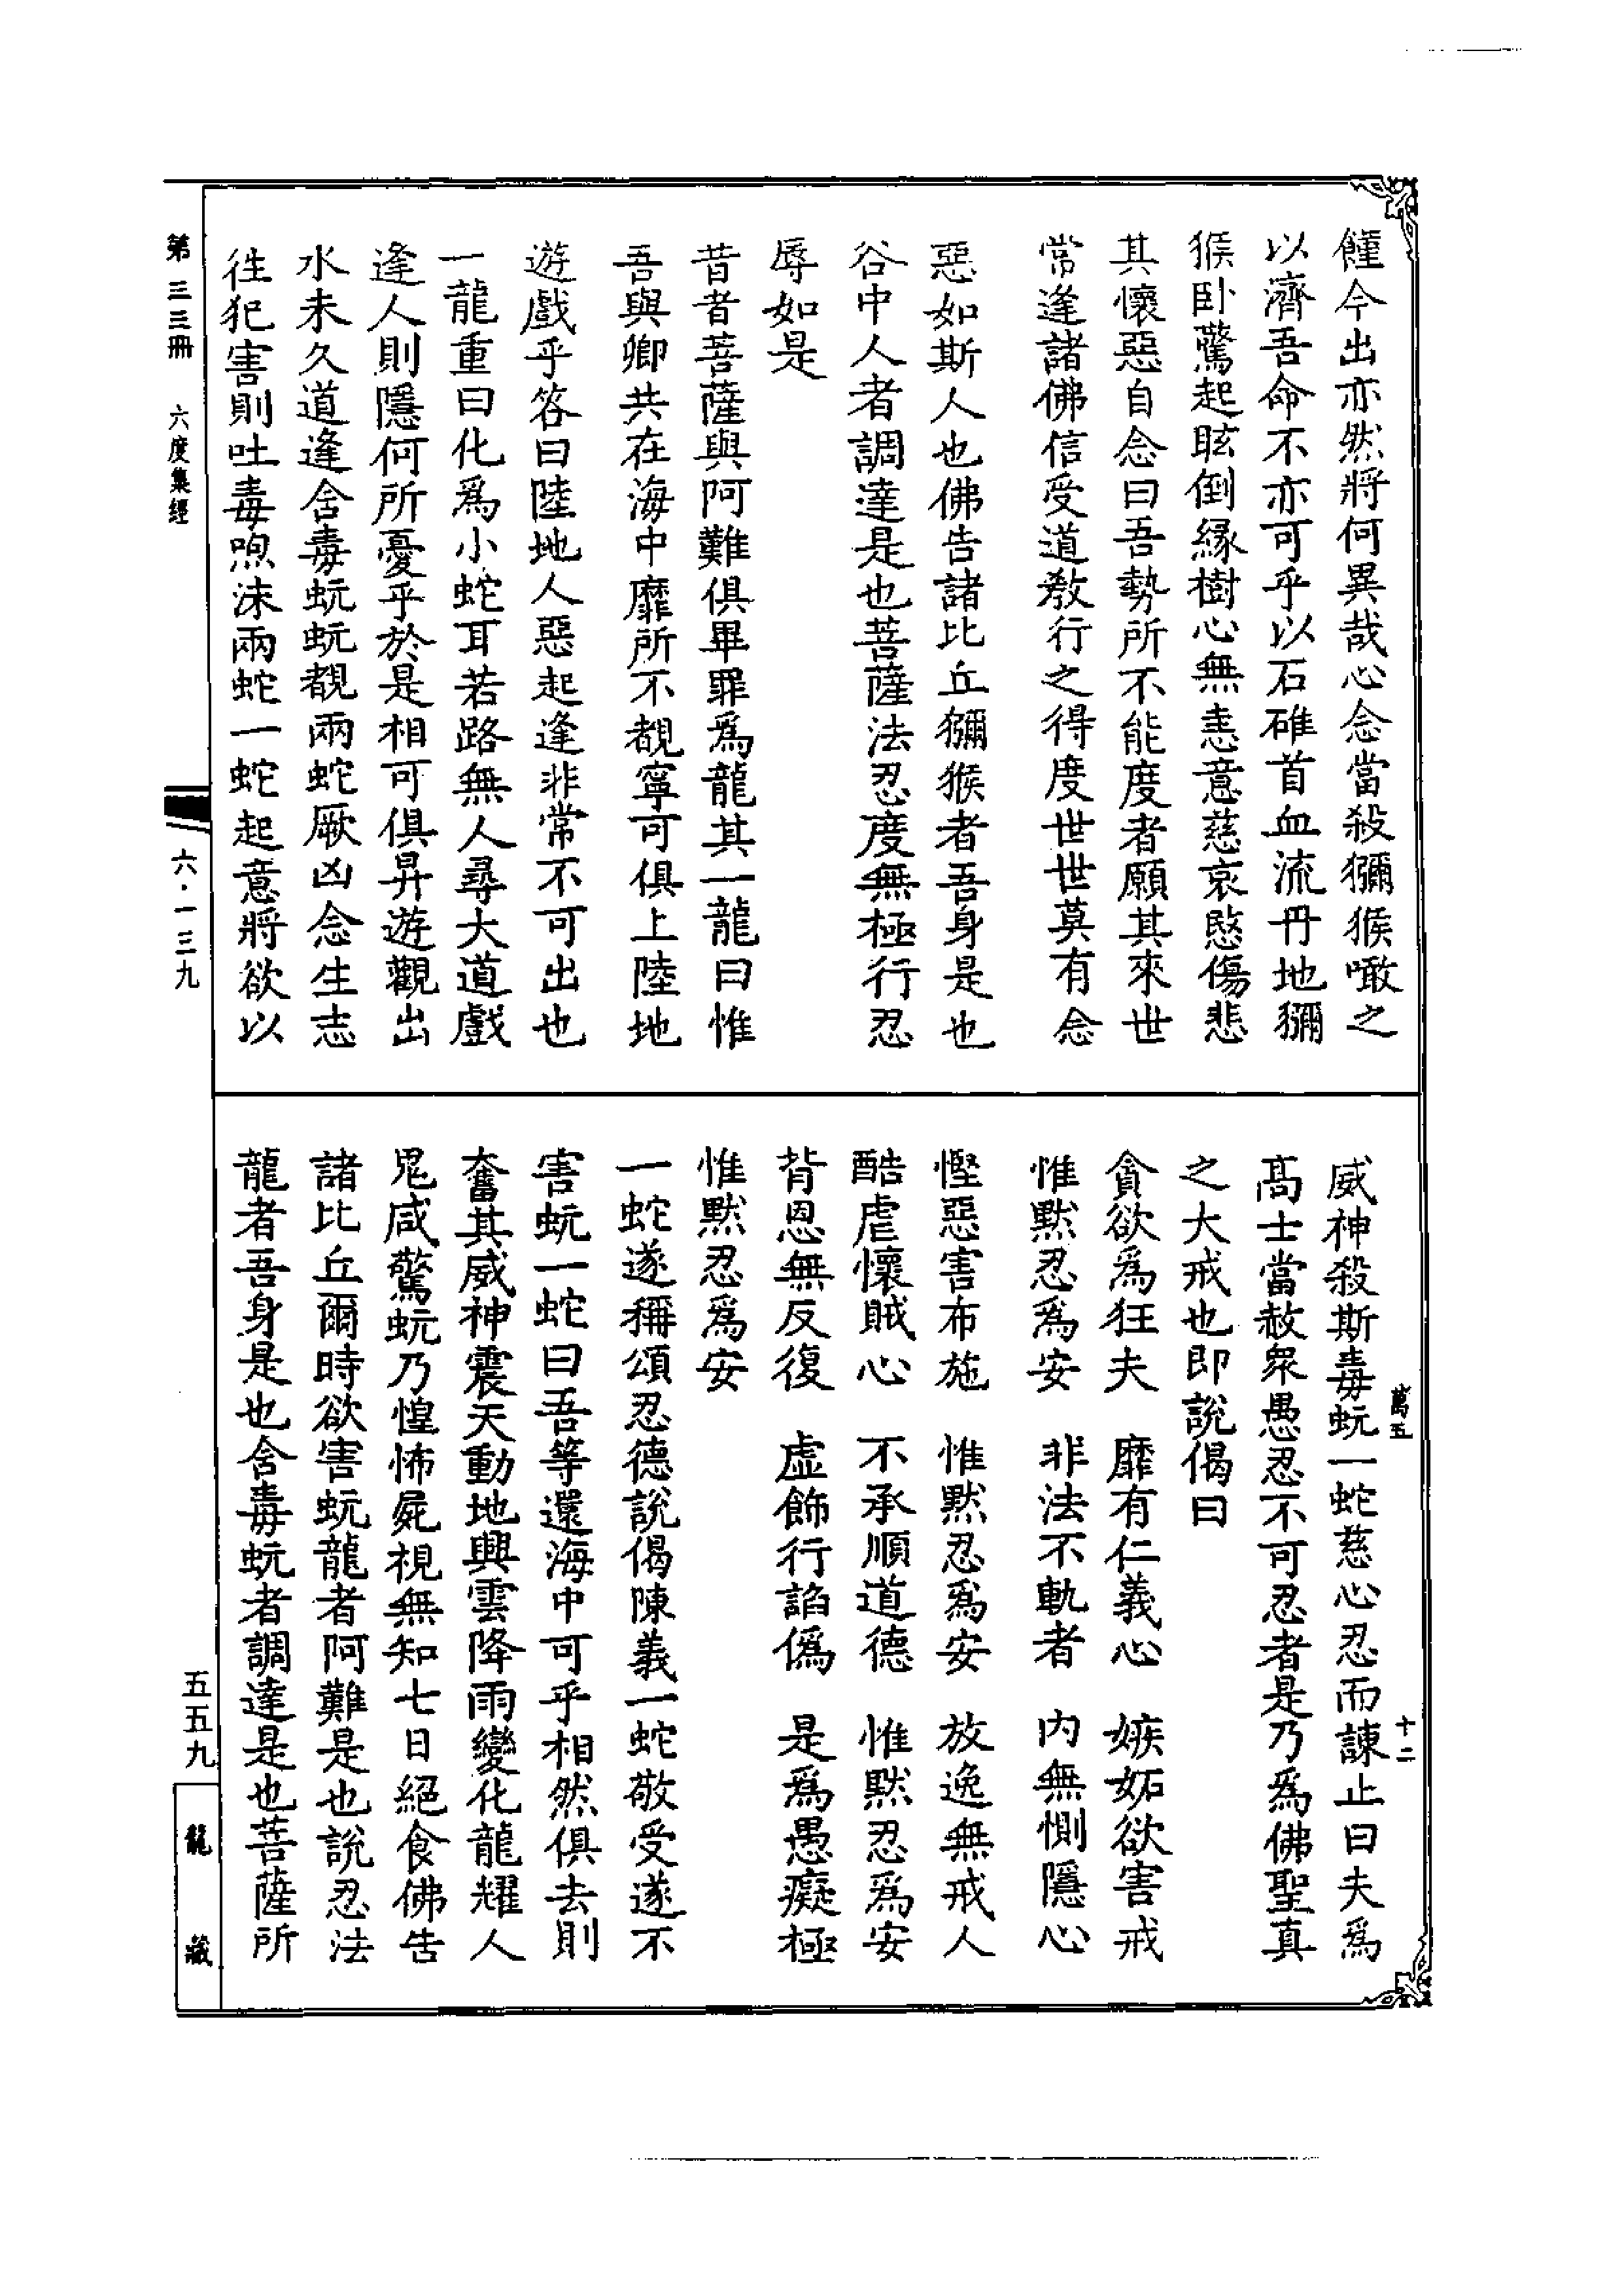 饉今出亦然將何異哉心念當殺獼猴噉之
以濟吾命不亦可乎以石碓首血流丹地獼
猴卧驚起眩倒緣樹心無恚意慈哀愍傷悲
其懷惡自念曰吾勢所不能度者願其來世
常逢諸佛信受道教行之得度世世莫有念
惡如斯人也佛告諸比丘獼猴者吾身是也
谷中人者調達是也菩薩法忍度無極行忍
辱如是
昔者菩薩與阿難俱畢罪爲龍其一龍曰惟
吾與卿共在海中靡所不覩寧可俱上陸地
遊戲乎答曰陸地人惡起逢非常不可出也
一龍重曰化爲小蛇耳若路無人尋大道戲
逢人則隱何所憂乎於是相可俱昇遊觀出
水未久道逢含毒蚖蚖覩兩蛇厥凶念生志
往犯害則吐毒喣沫兩蛇一蛇起意將欲以
威神殺斯毒蚖一蛇慈心忍而諫止曰夫爲
高士當赦衆愚忍不可忍者是乃爲佛聖真
之大戒也即說偈曰
貪欲爲狂夫　靡有仁義心　嫉妬欲害戒
惟默忍爲安　非法不軌者　内無惻隱心
慳惡害布施　惟默忍爲安　放逸無戒人
酷虐懷賊心　不承順道德　惟默忍爲安
背恩無反復　虛飾行諂僞　是爲愚癡極
惟默忍爲安
一蛇遂稱頌忍德說偈陳義一蛇敬受遂不
害蚖一蛇曰吾等還海中可乎相然俱去則
奮其威神震天動地興雲降雨變化龍耀人
鬼咸驚蚖乃惶怖屍視無知七日絕食佛告
諸比丘爾時欲害蚖龍者阿難是也說忍法
龍者吾身是也含毒蚖者調達是也菩薩所
萬五
十二
第三三冊　六度集經
六・一三九
五五九
龍藏